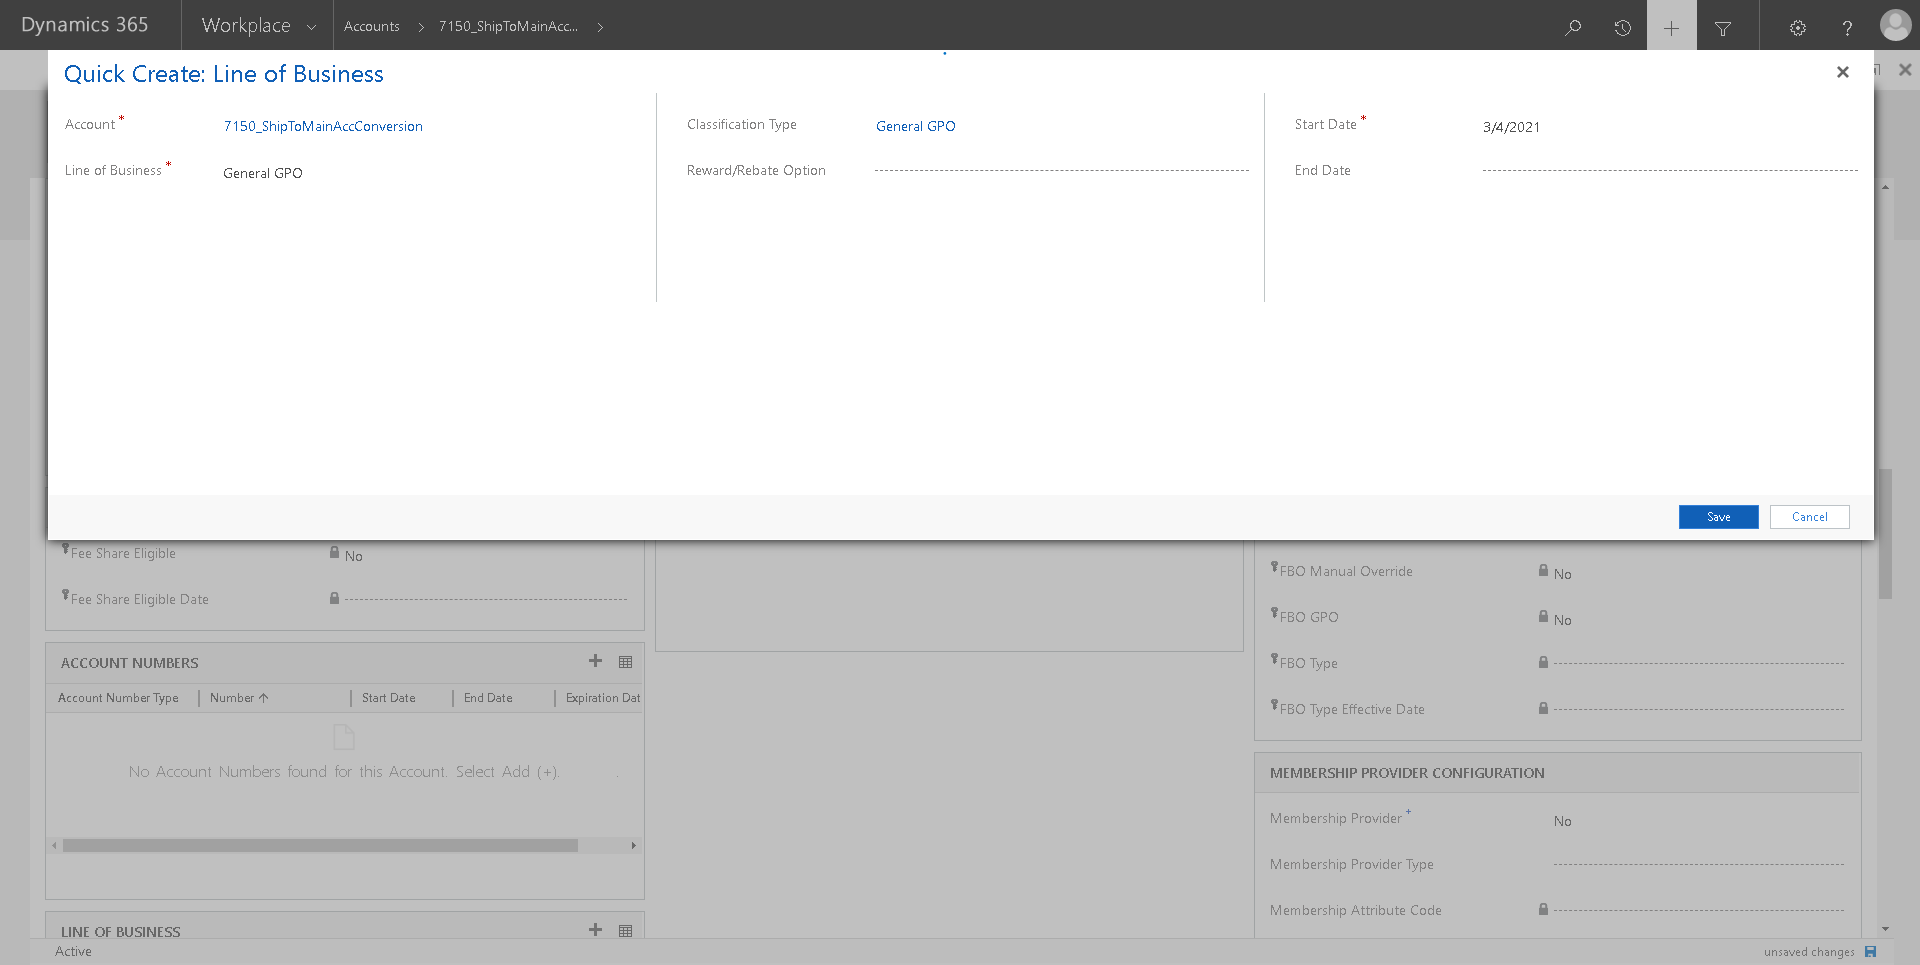 Dynamics 365 Workplace Accounts > 7150_ShipToMainAcc... >
Quick Create: Line of Business
Account * 7150_ShipToMainAccConversion
Line of Business * General GPO
Classification Type General GPO
Reward/Rebate Option
Start Date * 3/4/2021
End Date
Save Cancel
Fee Share Eligible No
Fee Share Eligible Date
ACCOUNT NUMBERS
Account Number Type Number ↑ Start Date End Date Expiration Dat
No Account Numbers found for this Account. Select Add (+). .
LINE OF BUSINESS
FBO Manual Override No
FBO GPO No
FBO Type
FBO Type Effective Date
MEMBERSHIP PROVIDER CONFIGURATION
Membership Provider + No
Membership Provider Type
Membership Attribute Code
Active
unsaved changes